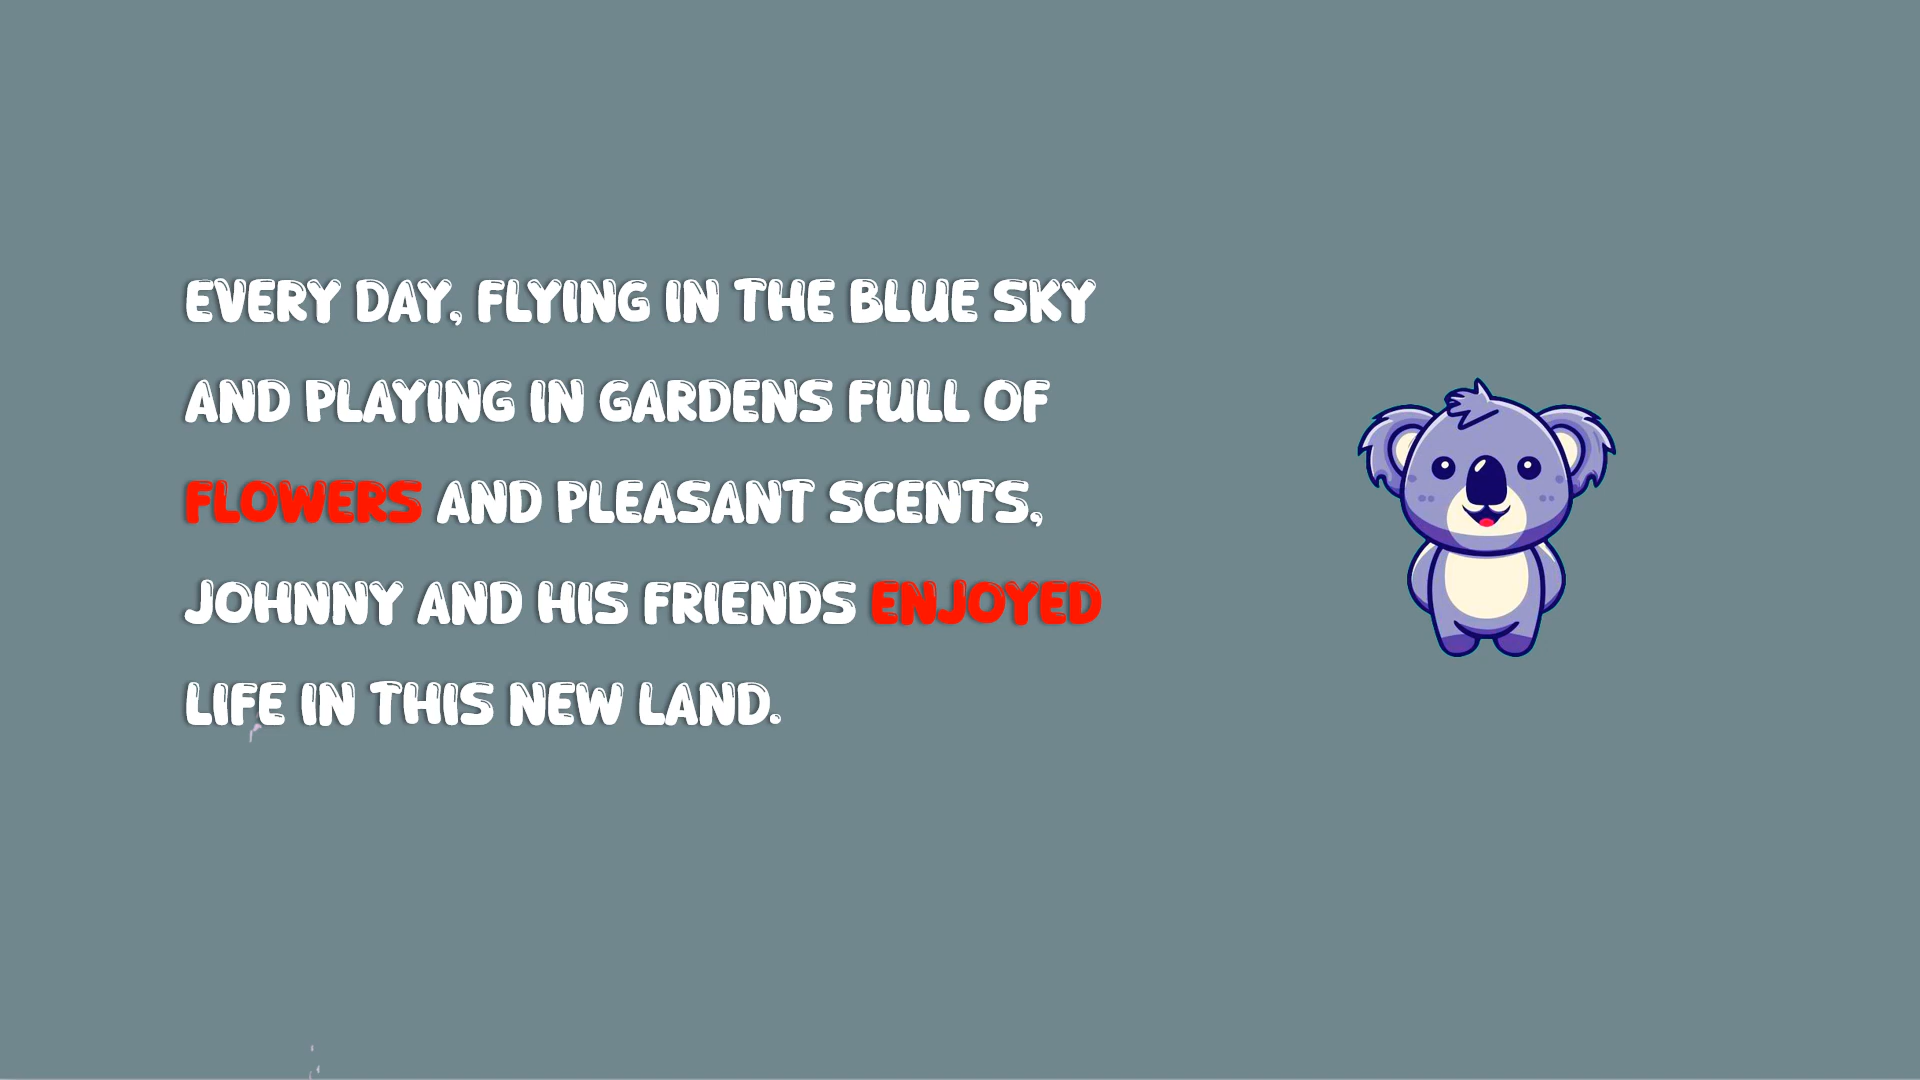 EVERY DAY, FLYING IN THE BLUE SKY
AND PLAYING IN GARDENS FULL OF
FLOWERS AND PLEASANT SCENTS,
JOHNNY AND HIS FRIENDS ENJOYED
LIFE IN THIS NEW LAND.